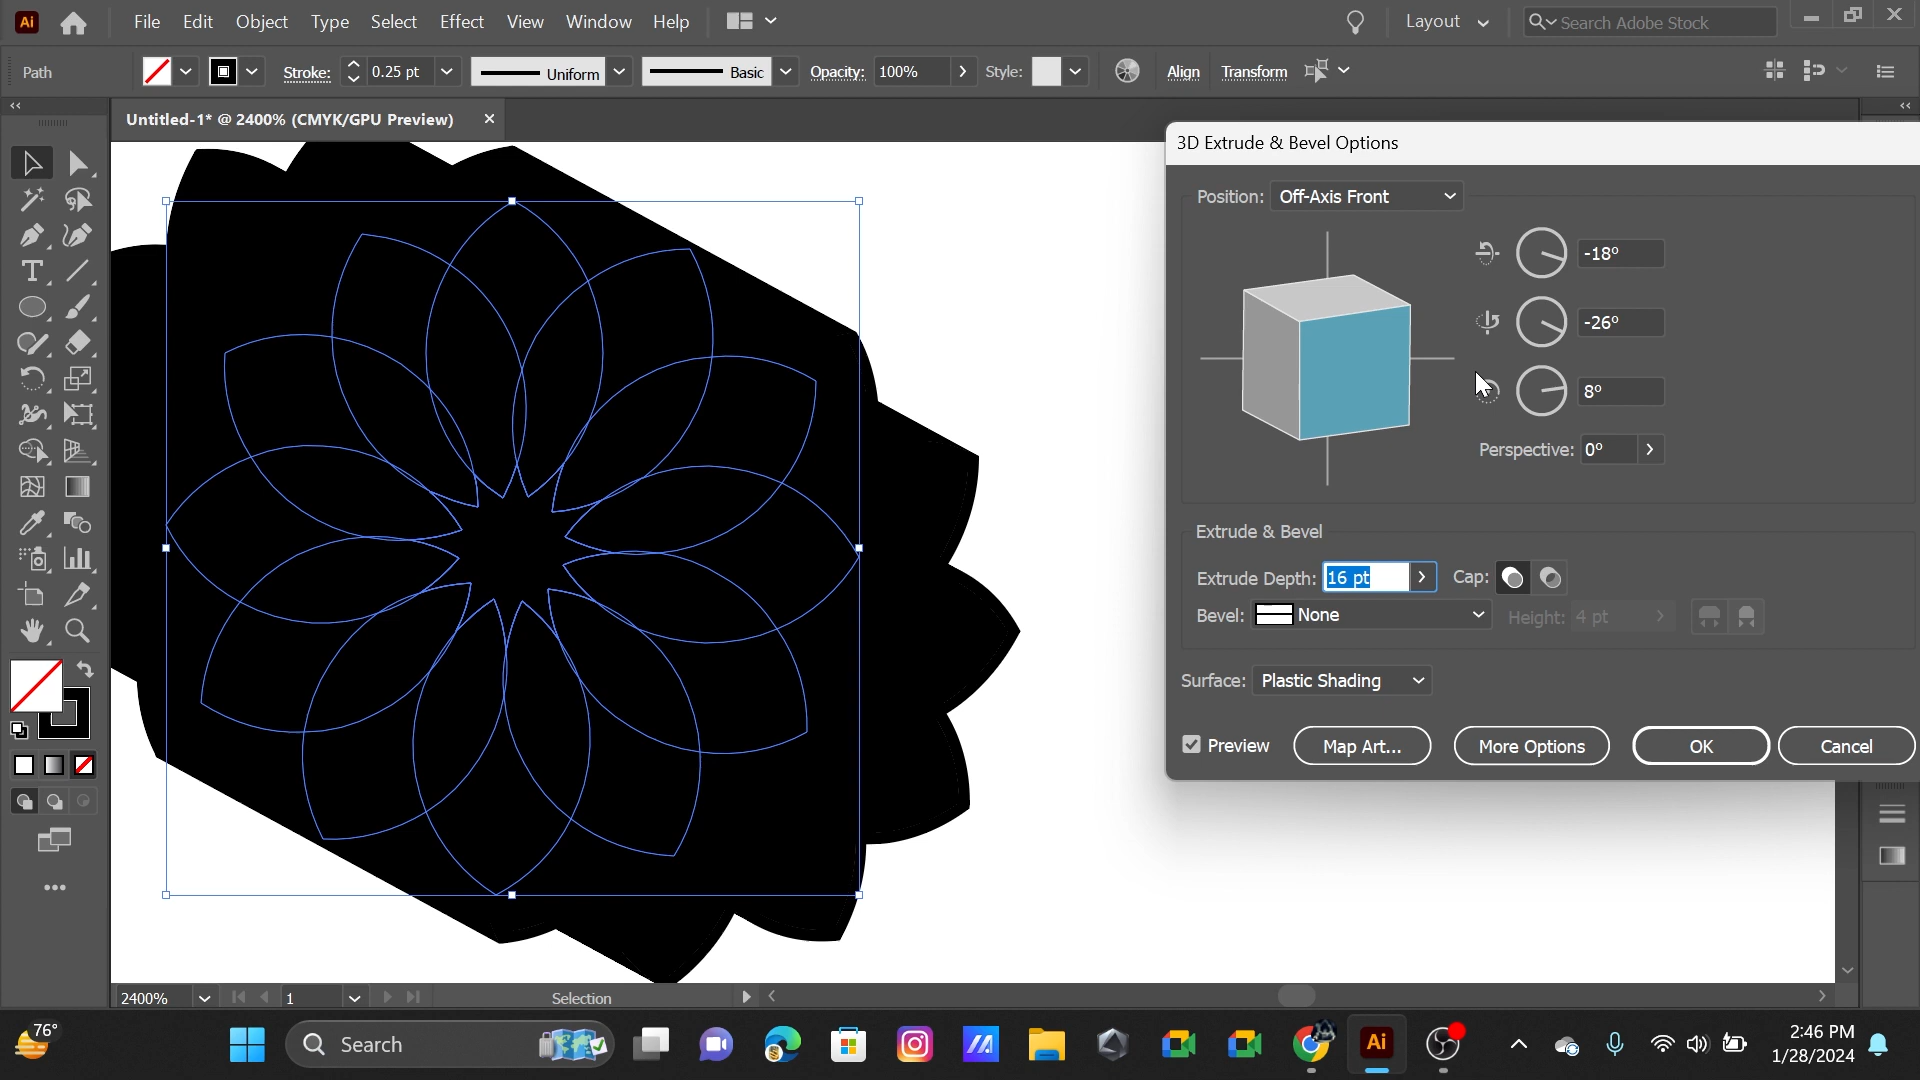 Ai File Edit Object Type Select Effect View Window Help Layout Search Adobe Stock
Path Stroke: 0.25 pt Uniform Basic Opacity: 100% Style: Align Transform
Untitled-1* @ 2400% (CMYK/GPU Preview)
3D Extrude & Bevel Options
Position: Off-Axis Front
-18°
-26°
8°
Perspective: 0°
Extrude & Bevel
Extrude Depth: 16 pt Cap:
Bevel: None Height: 4 pt
Surface: Plastic Shading
Preview Map Art... More Options OK Cancel
2400% 1 Selection
76° Search Ai 2:46 PM
1/28/2024